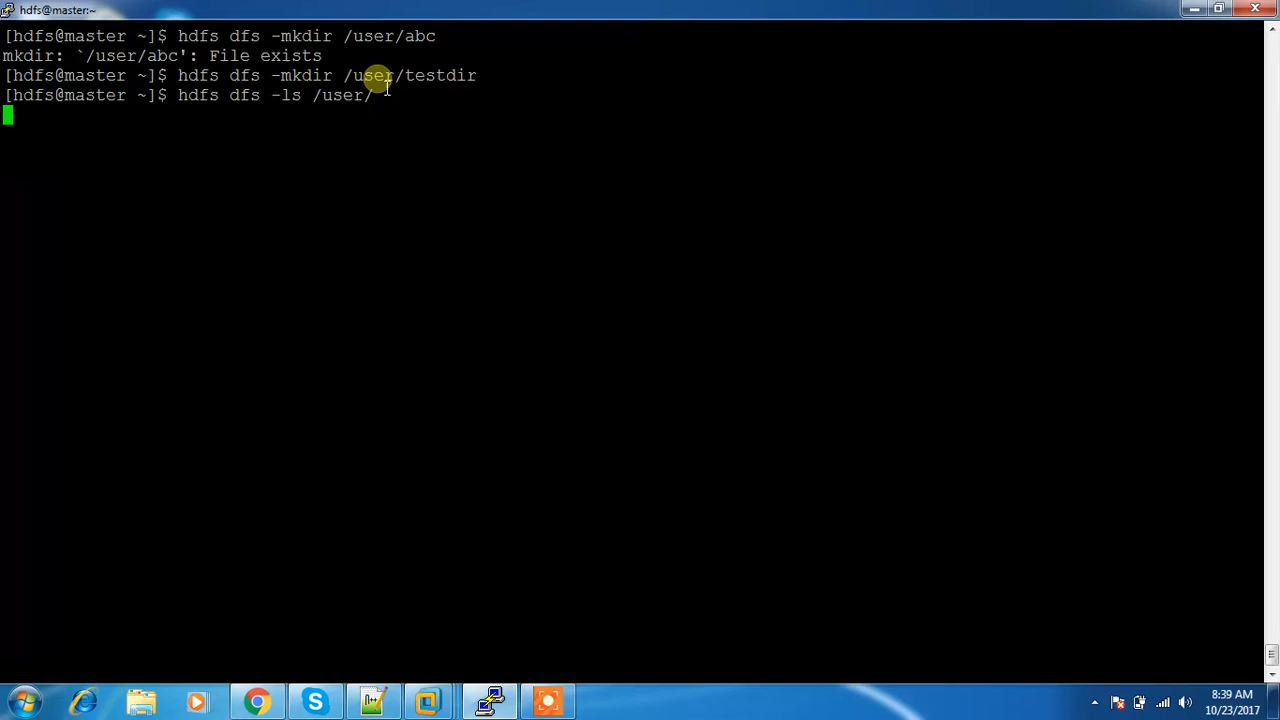 hdfs@master:~
[hdfs@master ~]$ hdfs dfs -mkdir /user/abc
mkdir: `/user/abc': File exists
[hdfs@master ~]$ hdfs dfs -mkdir /user/testdir
[hdfs@master ~]$ hdfs dfs -ls /user/
8:39 AM
10/23/2017